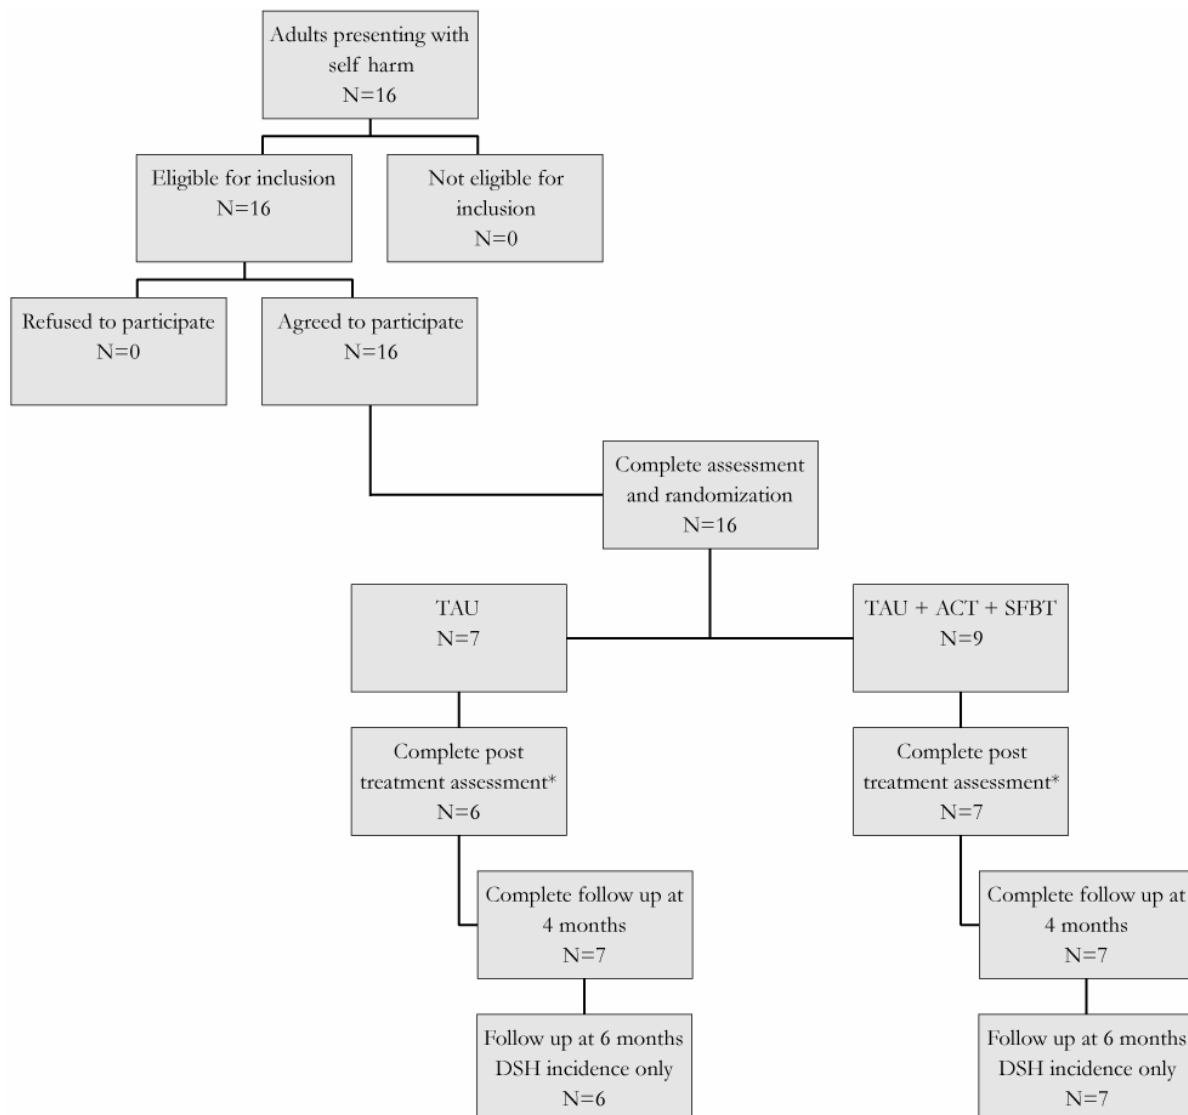 Adults presenting with
self harm
N=16
Eligible for inclusion
N=16
Not eligible for
inclusion
N=0
Refused to participate
N=0
Agreed to participate
N=16
Complete assessment
and randomization
N=16
TAU
N=7
TAU + ACT + SFBT
N=9
Complete post
treatment assessment*
N=6
Complete post
treatment assessment*
N=7
Complete follow up at
4 months
N=7
Complete follow up at
4 months
N=7
Follow up at 6 months
DSH incidence only
N=6
Follow up at 6 months
DSH incidence only
N=7